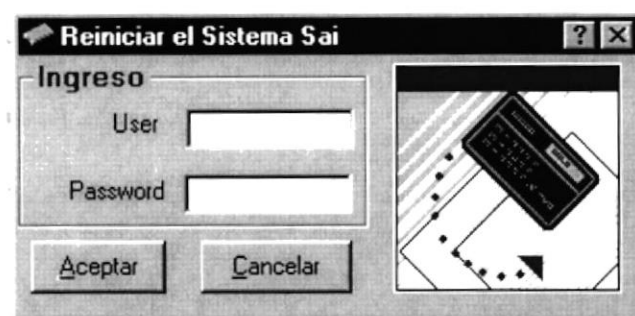 Reiniciar el Sistema Sai
Ingreso
User
Password
Aceptar
Cancelar